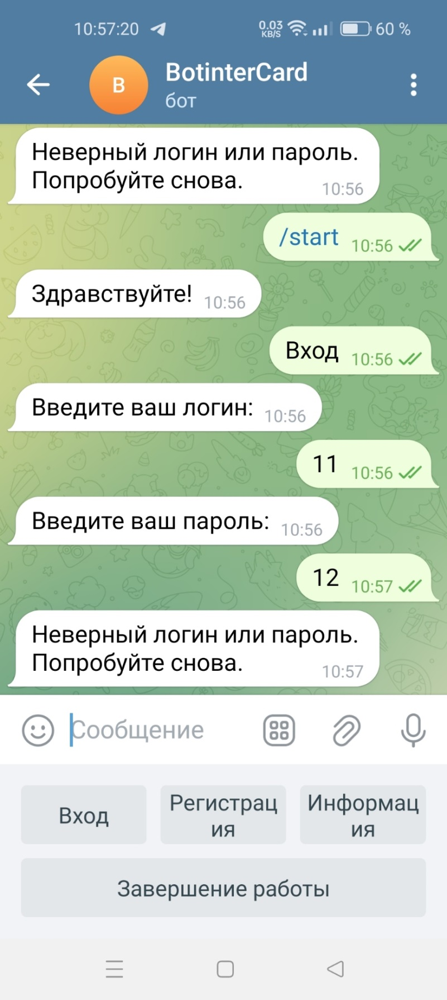 10:57:20
0.03
KB/S
60 %
B
BotinterCard
бот
Неверный логин или пароль.
Попробуйте снова.
10:56
/start 10:56
Здравствуйте! 10:56
Вход 10:56
Введите ваш логин: 10:56
11 10:56
Введите ваш пароль: 10:56
12 10:57
Неверный логин или пароль.
Попробуйте снова.
10:57
Сообщение
Вход
Регистрац
ия
Информац
ия
Завершение работы